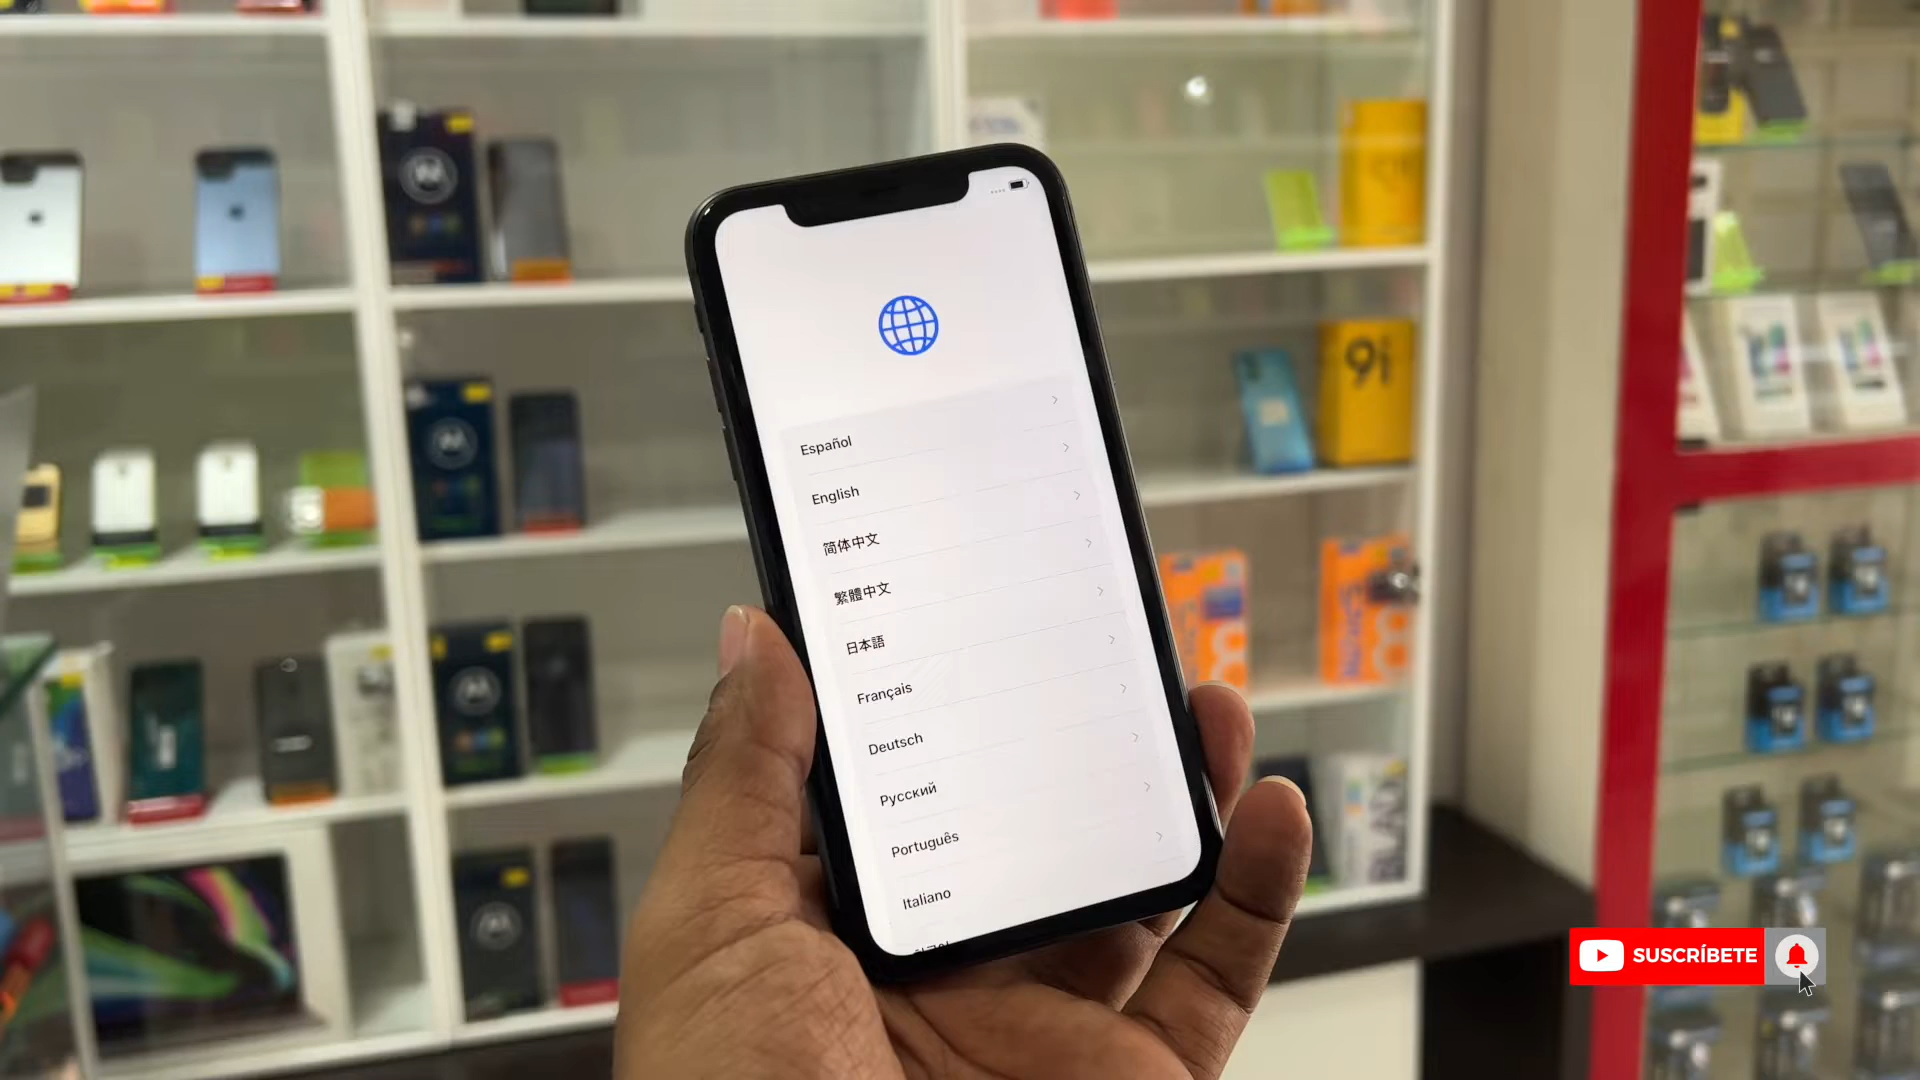 Español
English
简体中文
繁體中文
日本語
Français
Deutsch
Русский
Português
Italiano
9i
SUSCRÍBETE